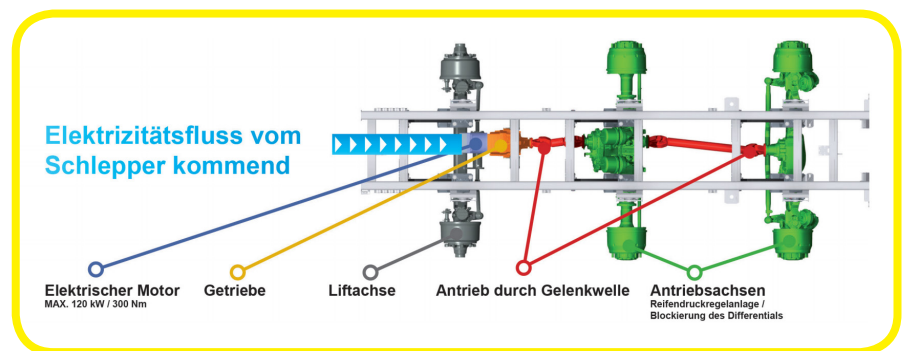 Elektrizitätsfluss vom
Schlepper kommend
Elektrischer Motor
MAX. 120 kW / 300 Nm
Getriebe
Liftachse
Antrieb durch Gelenkwelle
Antriebsachsen
Reifendruckregelanlage /
Blockierung des Differentials